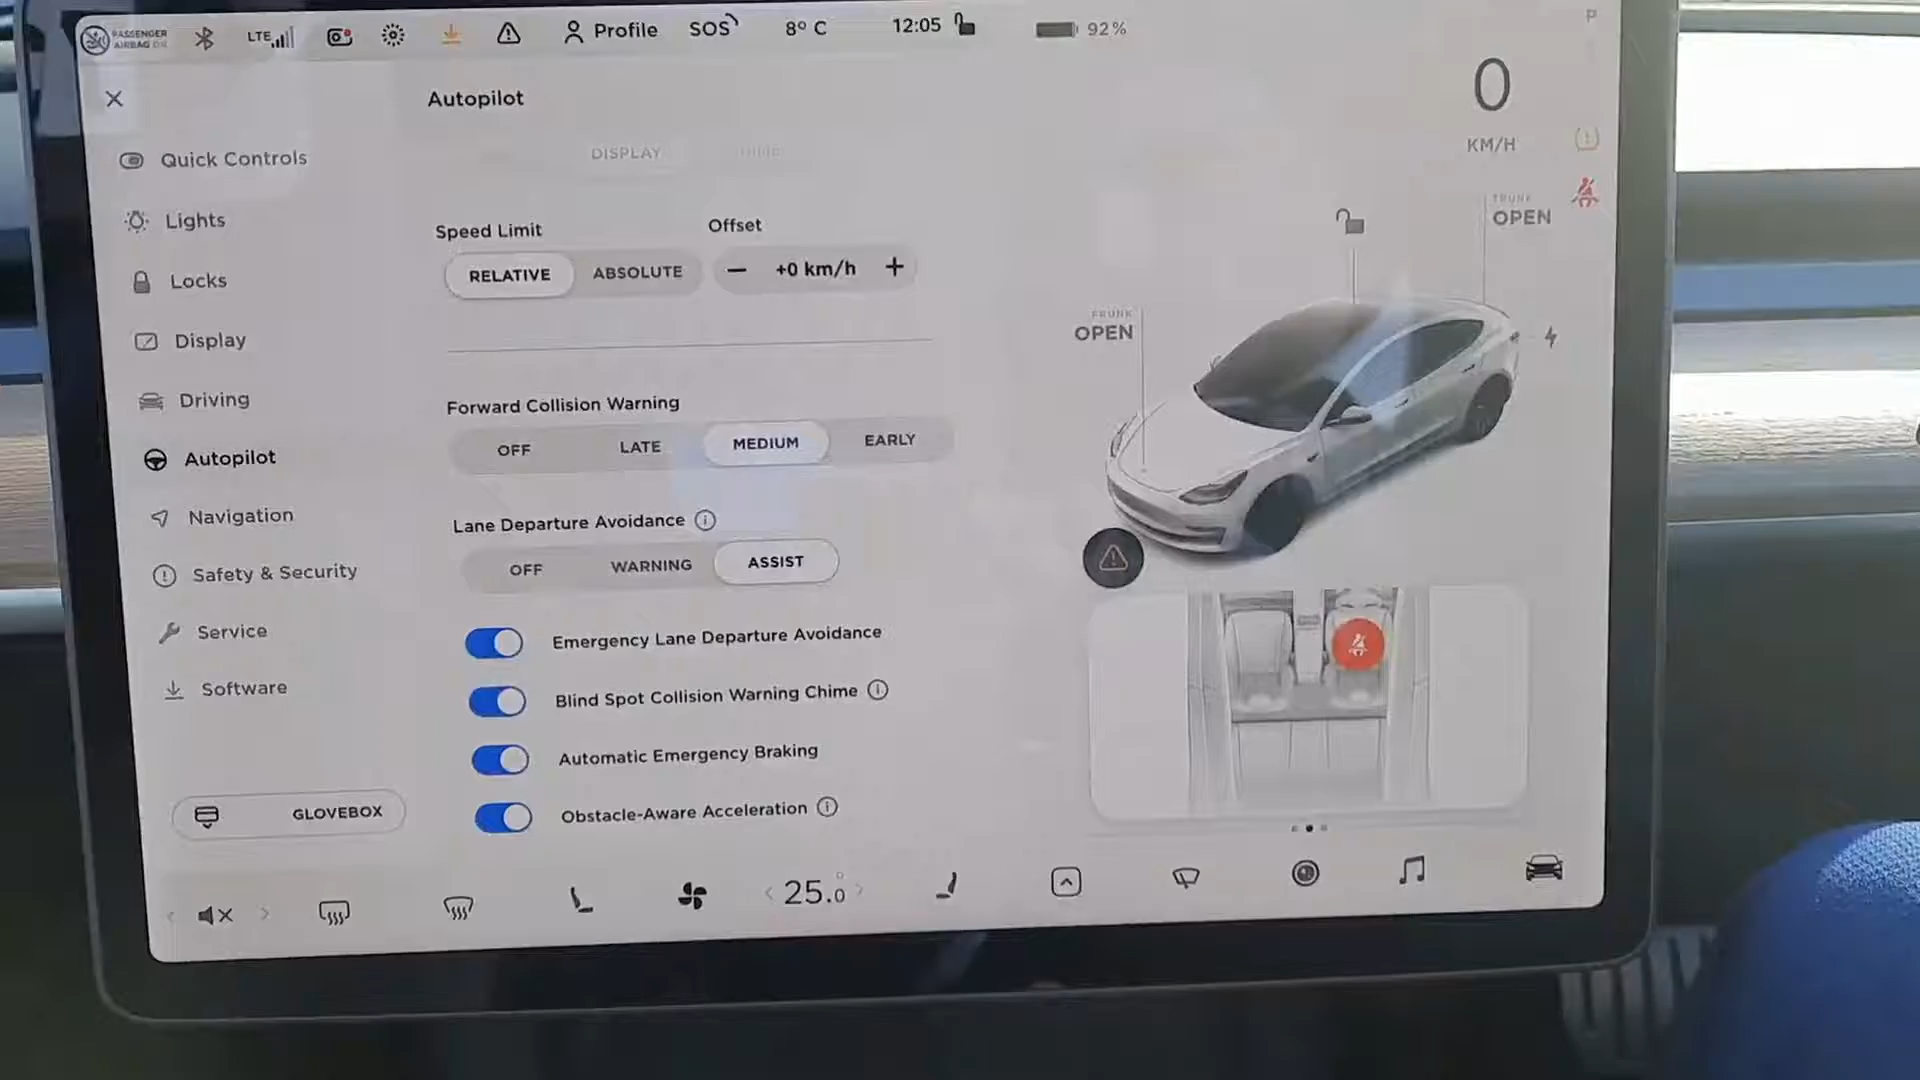 PASSENGER
AIRBAG ON
LTE
Profile
SOS
8° C
12:05
92%
P
Autopilot
0
KM/H
DISPLAY
Quick Controls
Lights
Locks
Display
Driving
Autopilot
Navigation
Safety & Security
Service
Software
GLOVEBOX
Speed Limit
Offset
RELATIVE
ABSOLUTE
− +0 km/h +
Forward Collision Warning
OFF
LATE
MEDIUM
EARLY
Lane Departure Avoidance
OFF
WARNING
ASSIST
Emergency Lane Departure Avoidance
Blind Spot Collision Warning Chime
Automatic Emergency Braking
Obstacle-Aware Acceleration
TRUNK
OPEN
FRUNK
OPEN
25.0